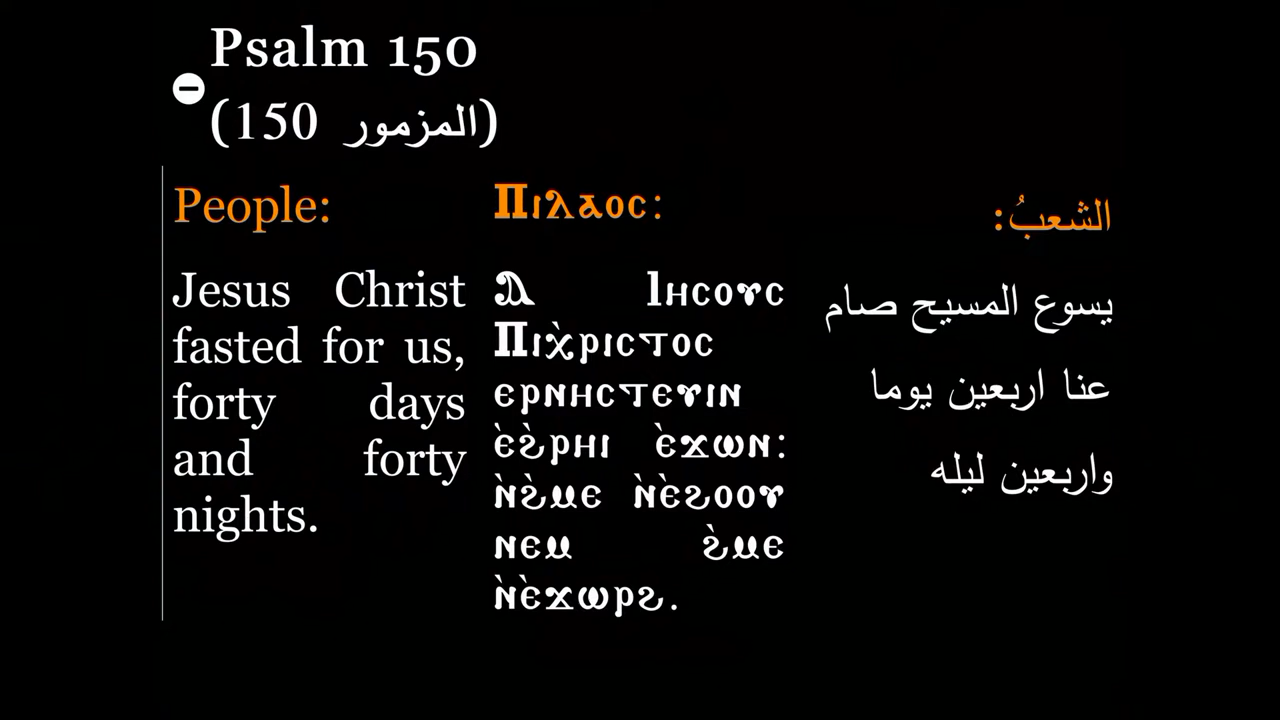 Psalm 150
(المزمور 150)
People:
Jesus Christ
fasted for us,
forty days
and forty
nights.
Ⲡⲓⲗⲁⲟⲥ:
Ⲁ Ⲓⲏⲥⲟⲩⲥ
Ⲡⲓⲭ̀ⲣⲓⲥⲧⲟⲥ
ⲉⲣⲛⲏⲥⲧⲉⲩⲓⲛ
ⲉ̀ϩ̀ⲣⲏⲓ ⲉ̀ϫⲱⲛ:
ⲛ̀ϩ̀ⲙⲉ ⲛ̀ⲉ̀ϩⲟⲟⲩ
ⲛⲉⲙ ϩ̀ⲙⲉ
ⲛ̀ⲉ̀ϫⲱⲣϩ.
الشعبُ:
يسوع المسيح صام
عنا اربعين يوما
واربعين ليله